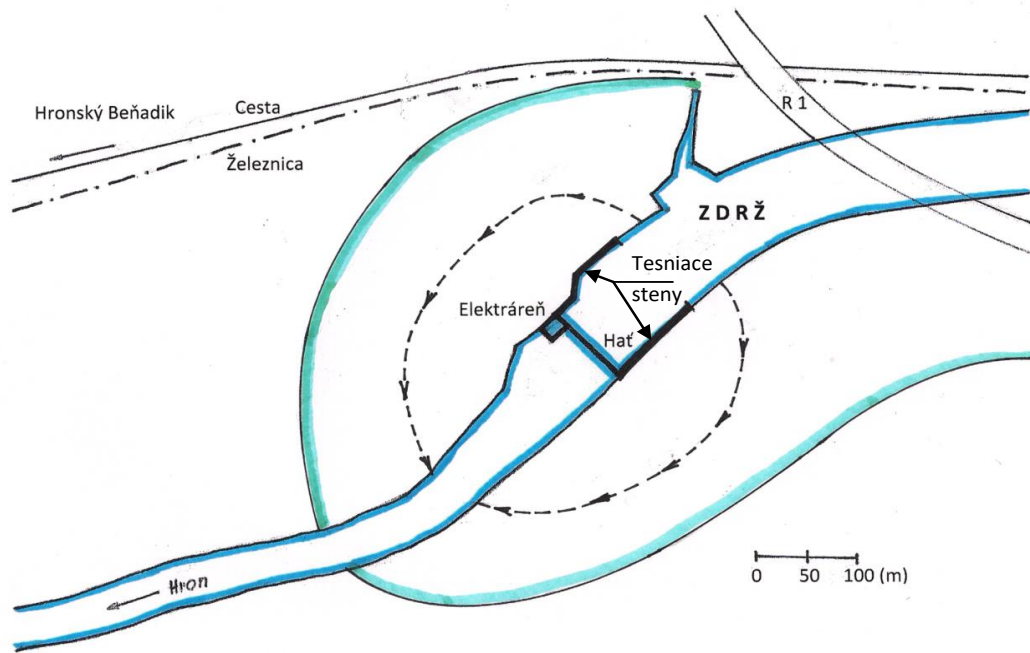 Hronský Beňadik
Cesta
Železnica
R 1
ZDRŽ
Tesniace
steny
Elektráreň
Hať
Hron
0 50 100 (m)